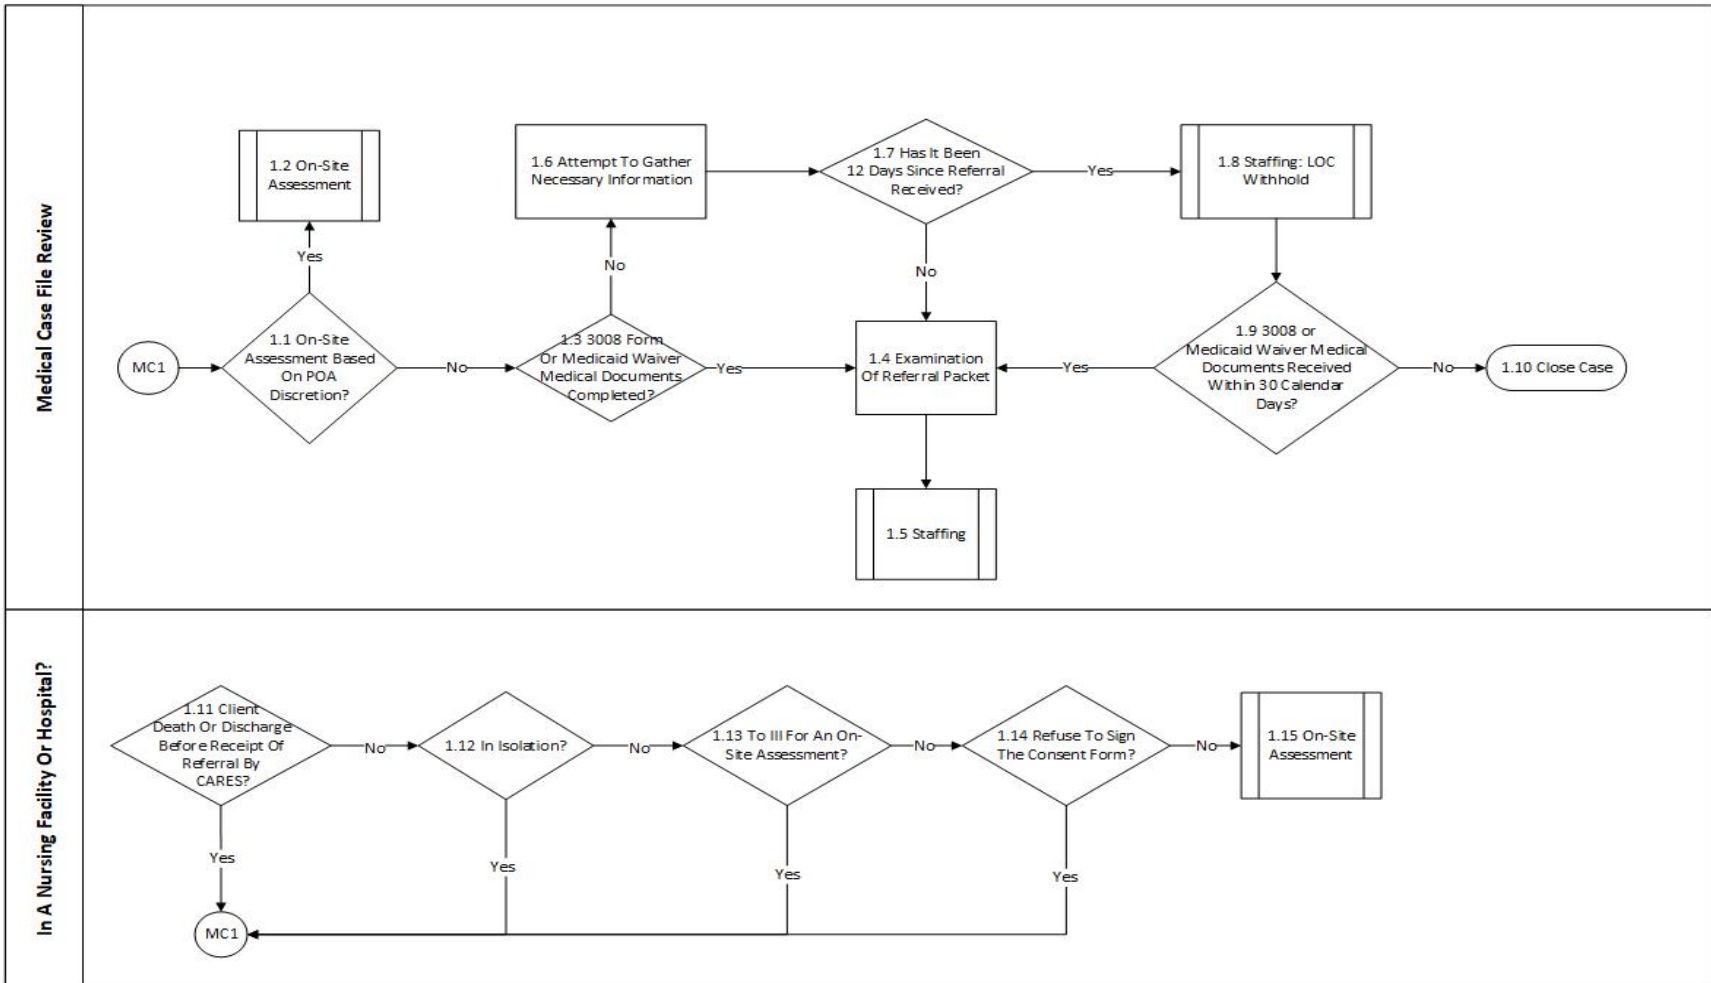 Medical Case File Review
1.2 On-Site
Assessment
Yes
MC1
1.1 On-Site
Assessment Based
On POA
Discretion?
No
1.6 Attempt To Gather
Necessary Information
No
1.3 3008 Form
Or Medicaid Waiver
Medical Documents
Completed?
Yes
1.7 Has It Been
12 Days Since Referral
Received?
Yes
No
1.4 Examination
Of Referral Packet
1.5 Staffing
1.8 Staffing: LOC
Withhold
1.9 3008 or
Medicaid Waiver Medical
Documents Received
Within 30 Calendar
Days?
Yes
No
1.10 Close Case
In A Nursing Facility Or Hospital?
1.11 Client
Death Or Discharge
Before Receipt Of
Referral By
CARES?
No
Yes
MC1
1.12 In Isolation?
No
Yes
1.13 To Ill For An On-
Site Assessment?
No
Yes
1.14 Refuse To Sign
The Consent Form?
No
Yes
1.15 On-Site
Assessment